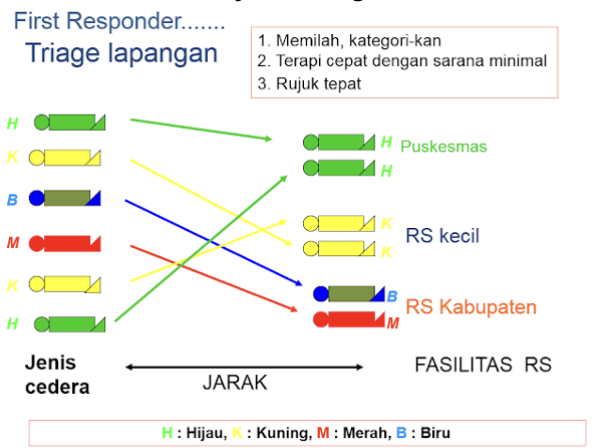 First Responder.......
Triage lapangan
1. Memilah, kategori-kan
2. Terapi cepat dengan sarana minimal
3. Rujuk tepat
H
K
B
M
K
H
H
Puskesmas
H
K
RS kecil
K
B
RS Kabupaten
M
Jenis
cedera
JARAK
FASILITAS RS
H : Hijau, K : Kuning, M : Merah, B : Biru